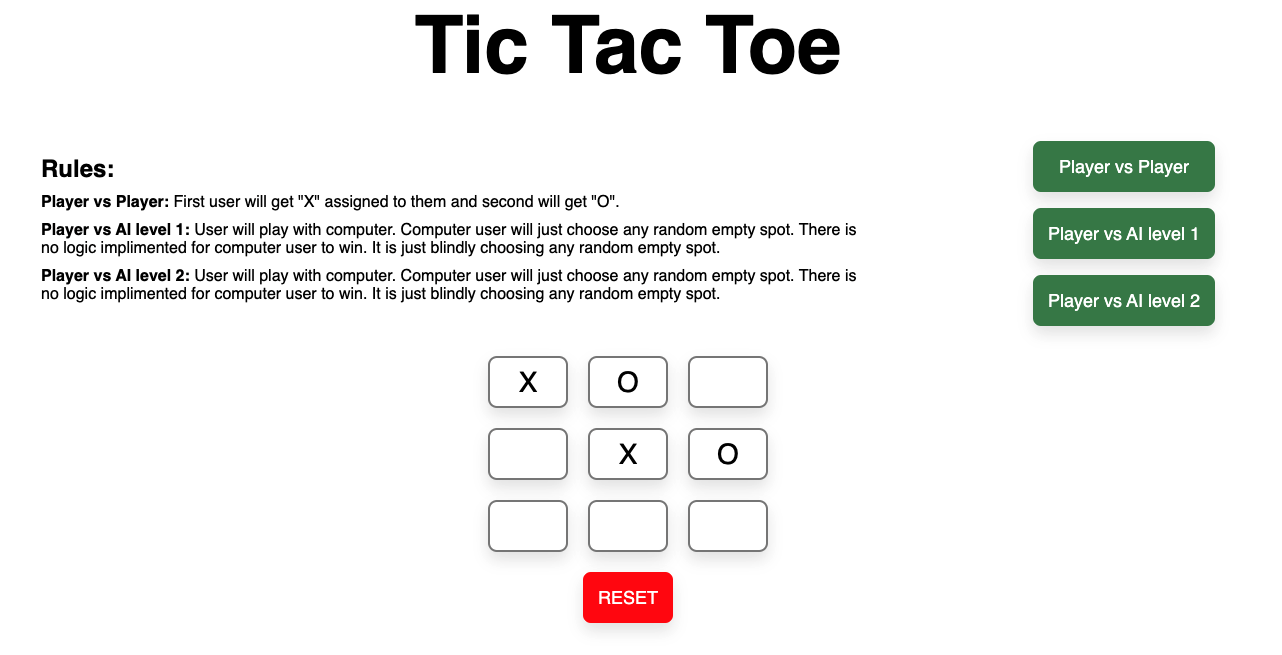 Tic Tac Toe
Rules:
Player vs Player: First user will get "X" assigned to them and second will get "O".
Player vs AI level 1: User will play with computer. Computer user will just choose any random empty spot. There is
no logic implimented for computer user to win. It is just blindly choosing any random empty spot.
Player vs AI level 2: User will play with computer. Computer user will just choose any random empty spot. There is
no logic implimented for computer user to win. It is just blindly choosing any random empty spot.
Player vs Player
Player vs AI level 1
Player vs AI level 2
X O
X O
RESET